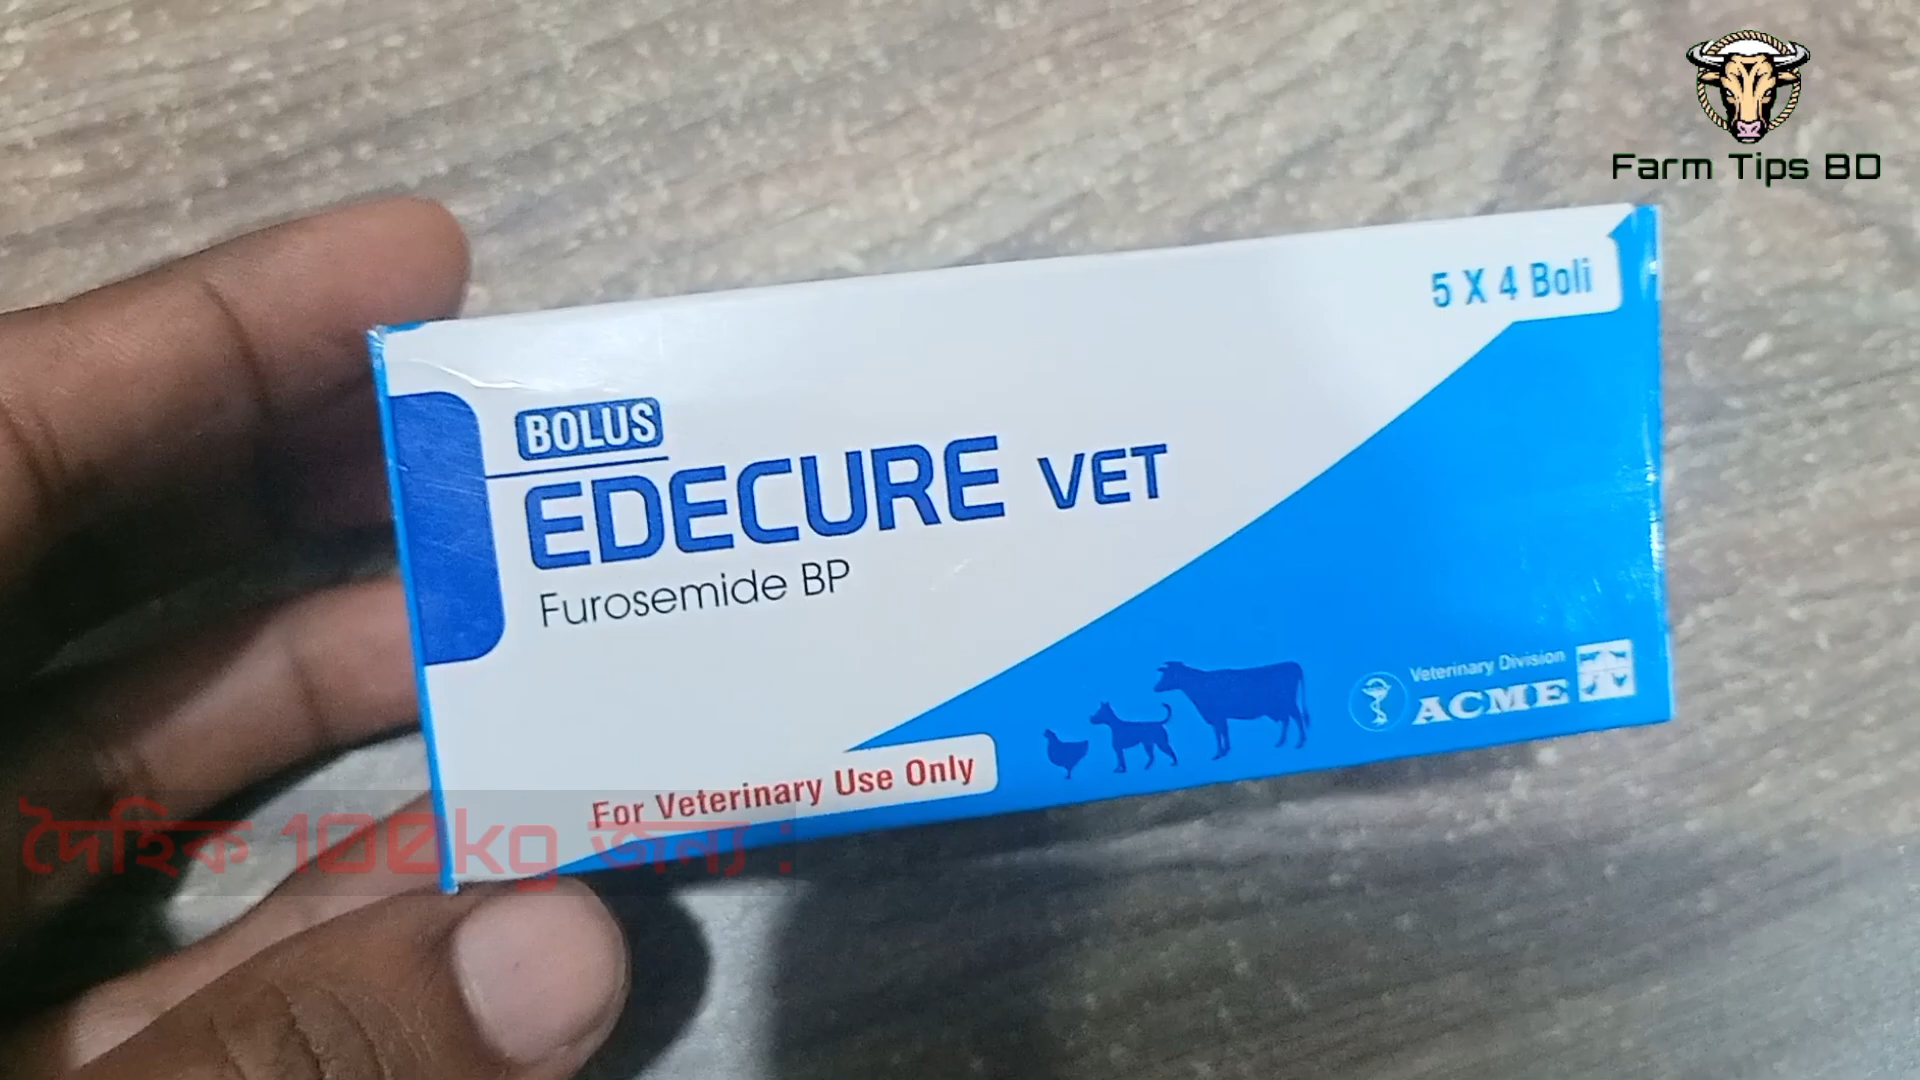 Farm Tips BD
5 X 4 Boli
BOLUS
EDECURE VET
Furosemide BP
Veterinary Division
ACME
For Veterinary Use Only
দৈহিক 100kg জন্য :